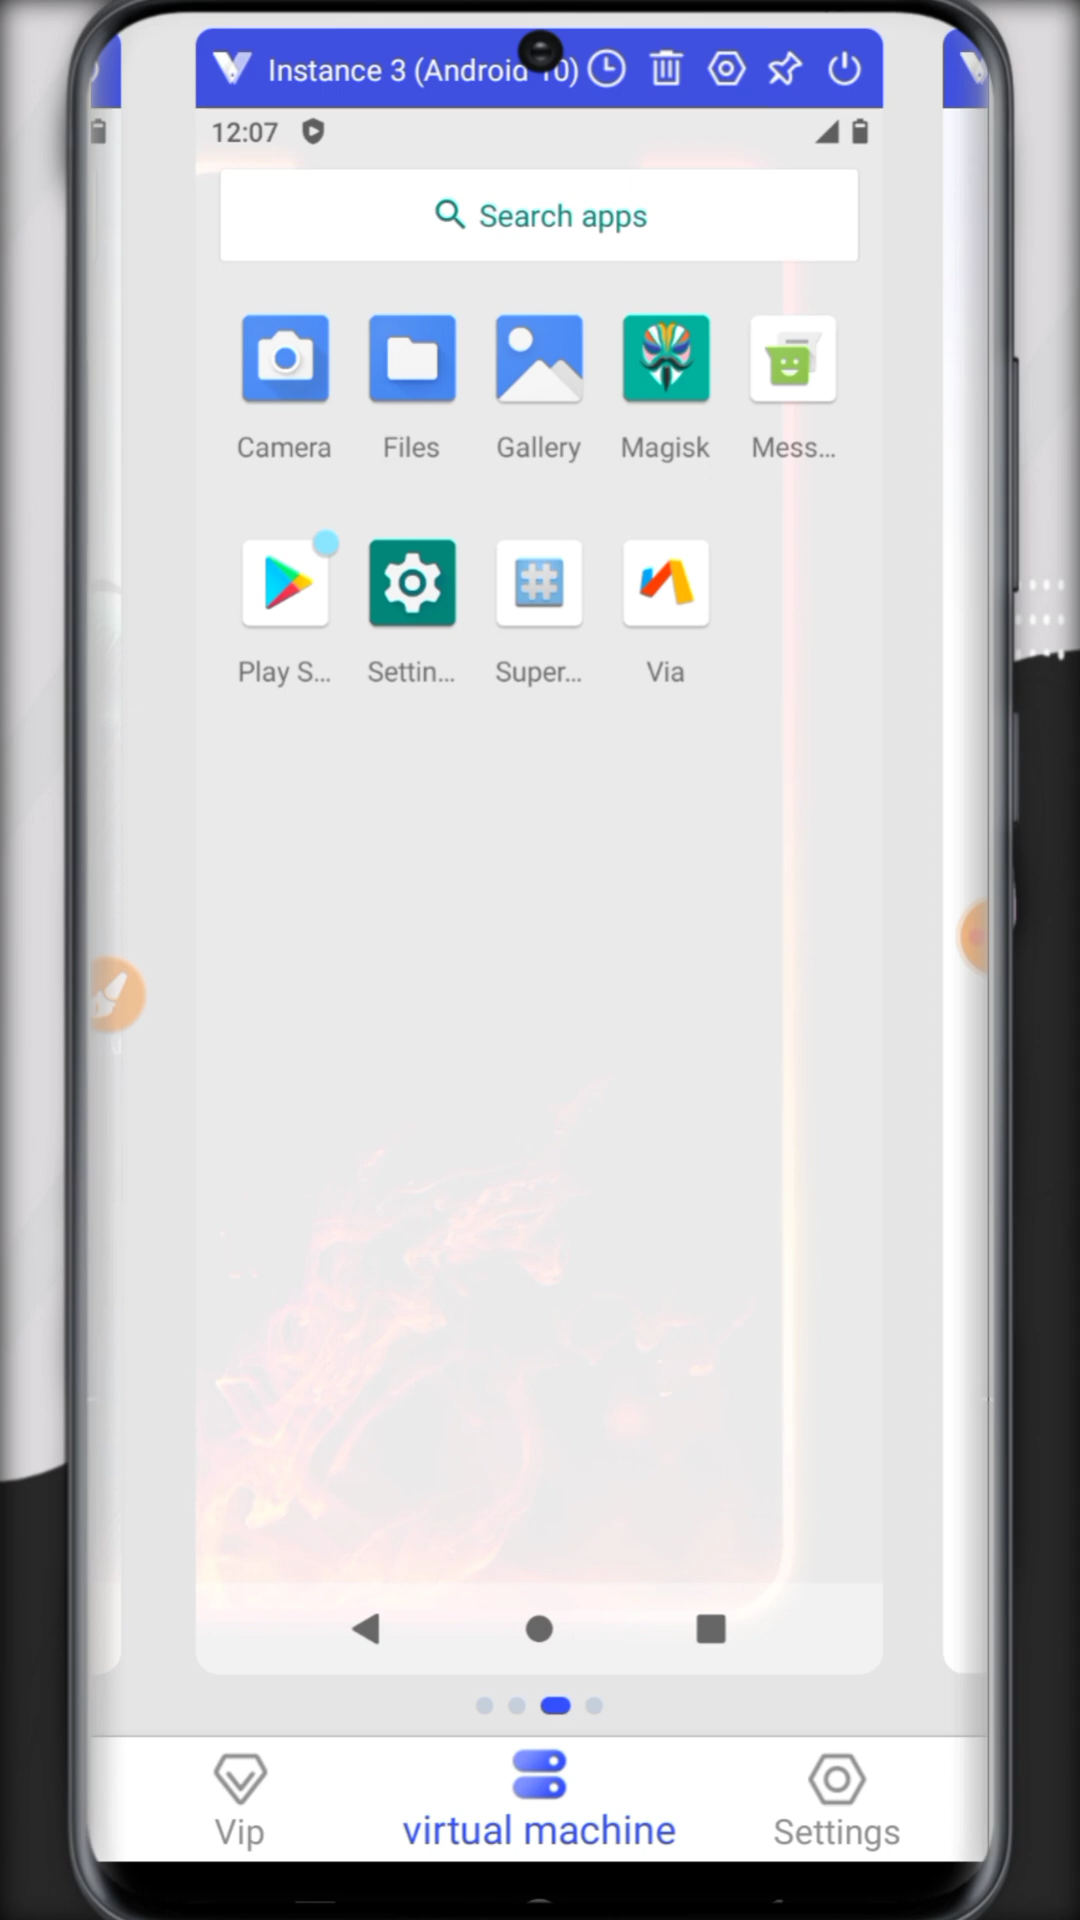 Instance 3 (Android 10)
12:07
Search apps
Camera
Files
Gallery
Magisk
Mess...
Play S...
Settin...
Super...
Via
Vip
virtual machine
Settings